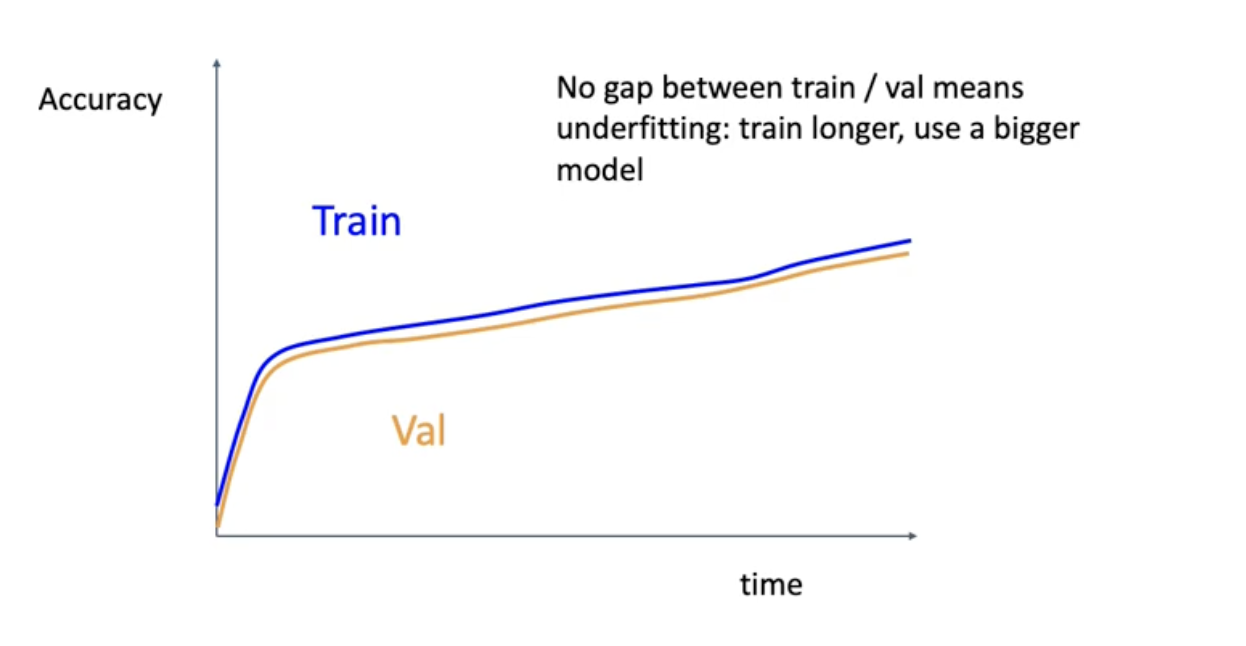 Accuracy
No gap between train / val means
underfitting: train longer, use a bigger
model
Train
Val
time